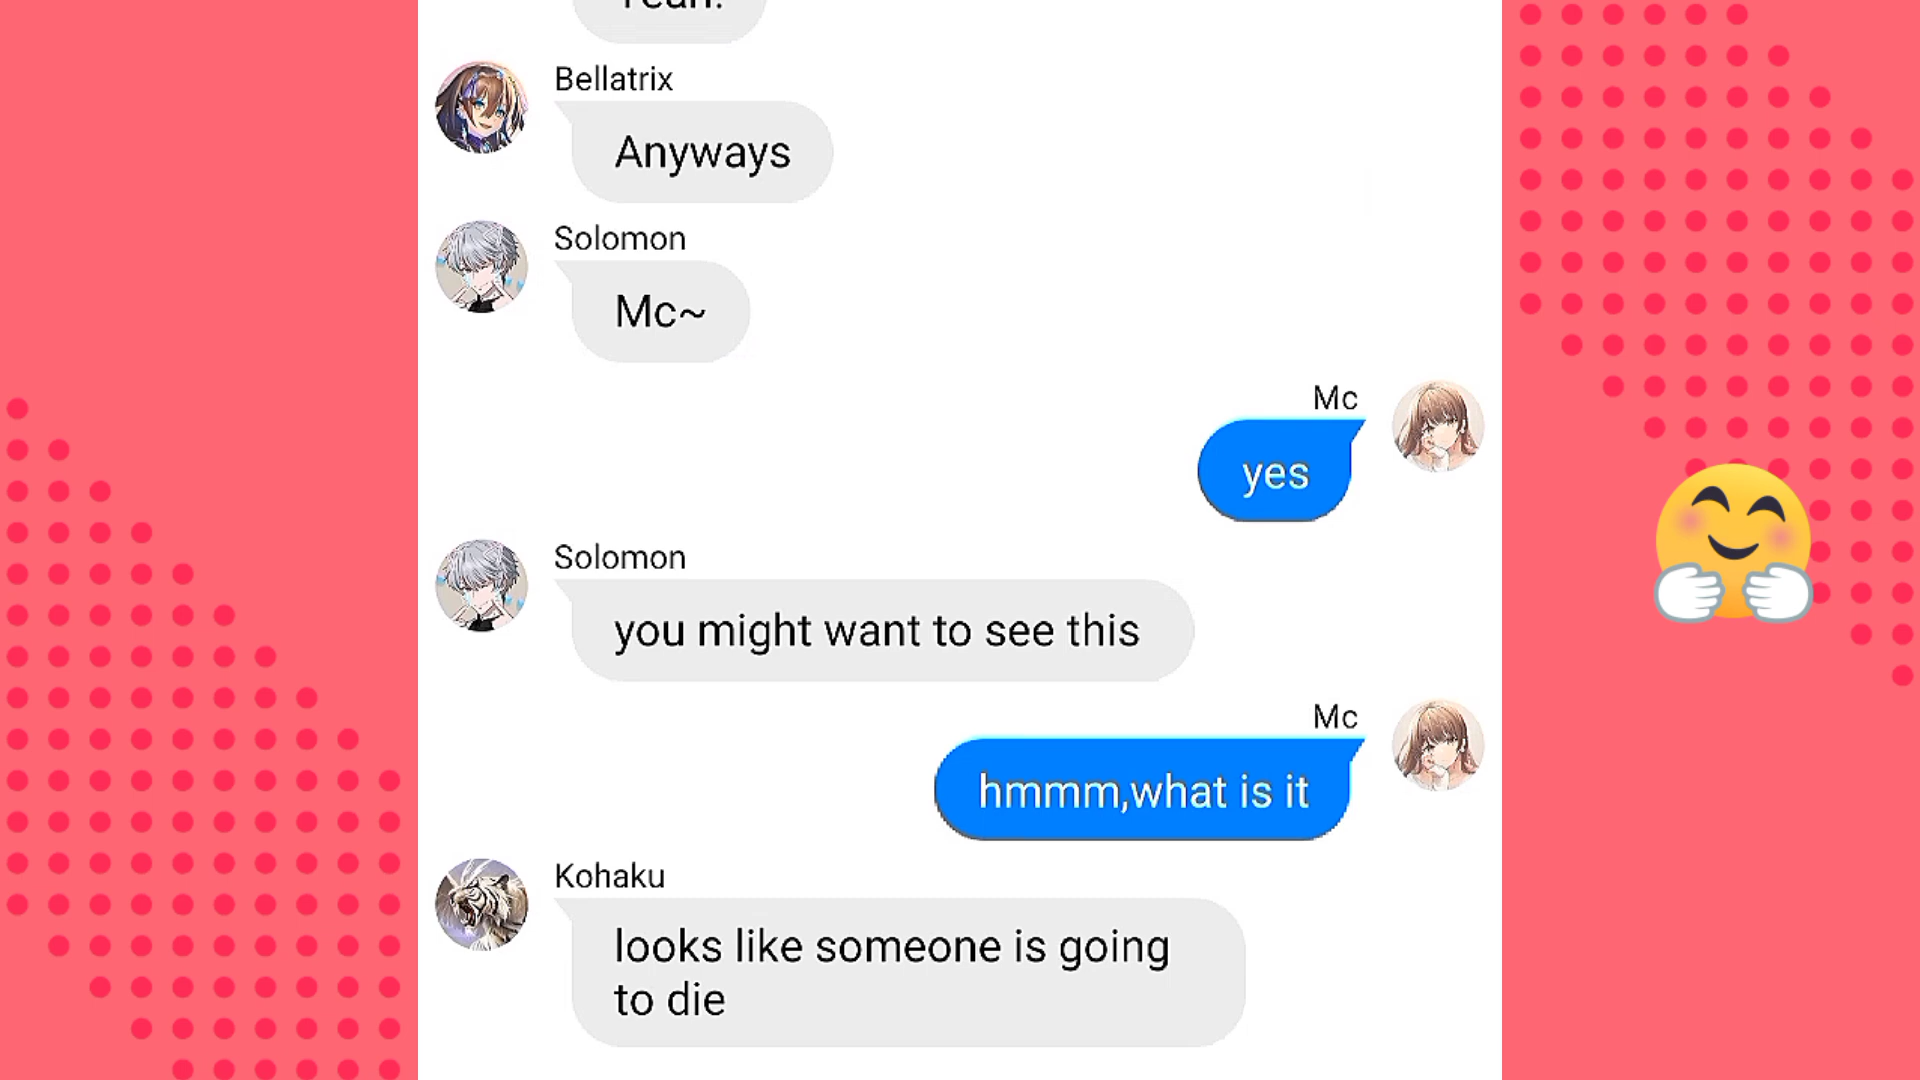 Yeah!
Bellatrix
Anyways
Solomon
Mc~
Mc
yes
Solomon
you might want to see this
Mc
hmmm,what is it
Kohaku
looks like someone is going
to die